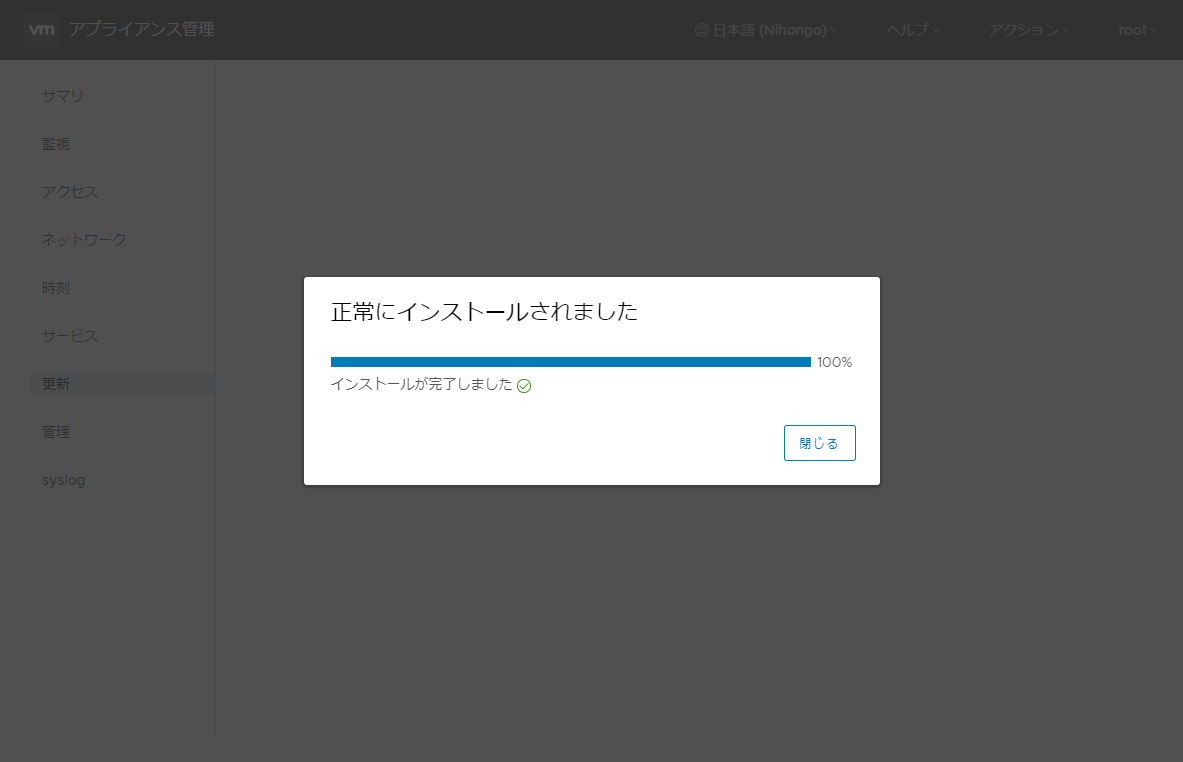 vm アプライアンス管理 日本語 (Nihongo) ヘルプ アクション root
サマリ
監視
アクセス
ネットワーク
時刻
サービス
更新
管理
syslog
正常にインストールされました
100%
インストールが完了しました
閉じる